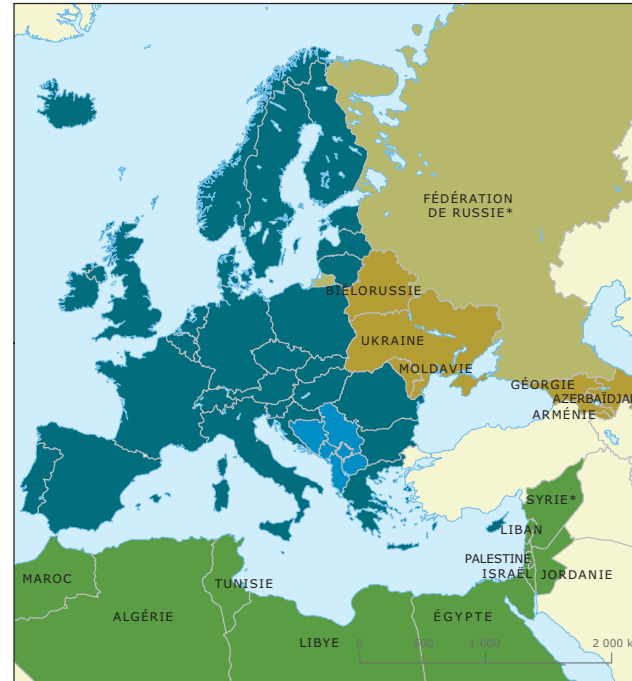 FÉDÉRATION
DE RUSSIE*
BIÉLORUSSIE
UKRAINE
MOLDAVIE
GÉORGIE
AZERBAÏDJAN
ARMÉNIE
SYRIE*
LIBAN
PALESTINE
ISRAËL
JORDANIE
MAROC
TUNISIE
ALGÉRIE
LIBYE
ÉGYPTE
0 500 1 000 2 000 k